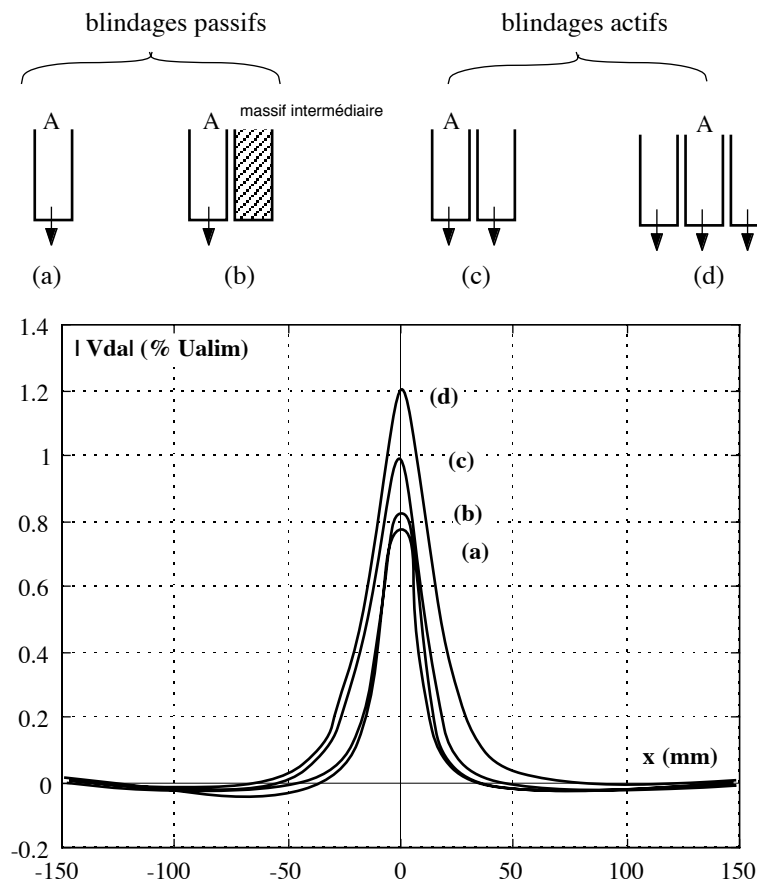 blindages passifs blindages actifs
massif intermédiaire
A A A A
(a) (b) (c) (d)
1.4
| Vda| (% Ualim)
1.2
(d)
1
(c)
0.8
(b)
(a)
0.6
0.4
0.2
x (mm)
0
-0.2
-150 -100 -50 0 50 100 150